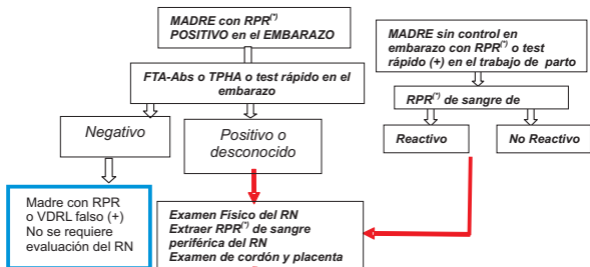 MADRE con RPR(*)
POSITIVO en el EMBARAZO
MADRE sin control en
embarazo con RPR(*) o test
rápido (+) en el trabajo de parto
FTA-Abs o TPHA o test rápido en el
embarazo
RPR(*) de sangre de
Negativo
Positivo o
desconocido
Reactivo
No Reactivo
Madre con RPR
o VDRL falso (+)
No se requiere
evaluación del RN
Examen Físico del RN
Extraer RPR(*) de sangre
periférica del RN
Examen de cordón y placenta